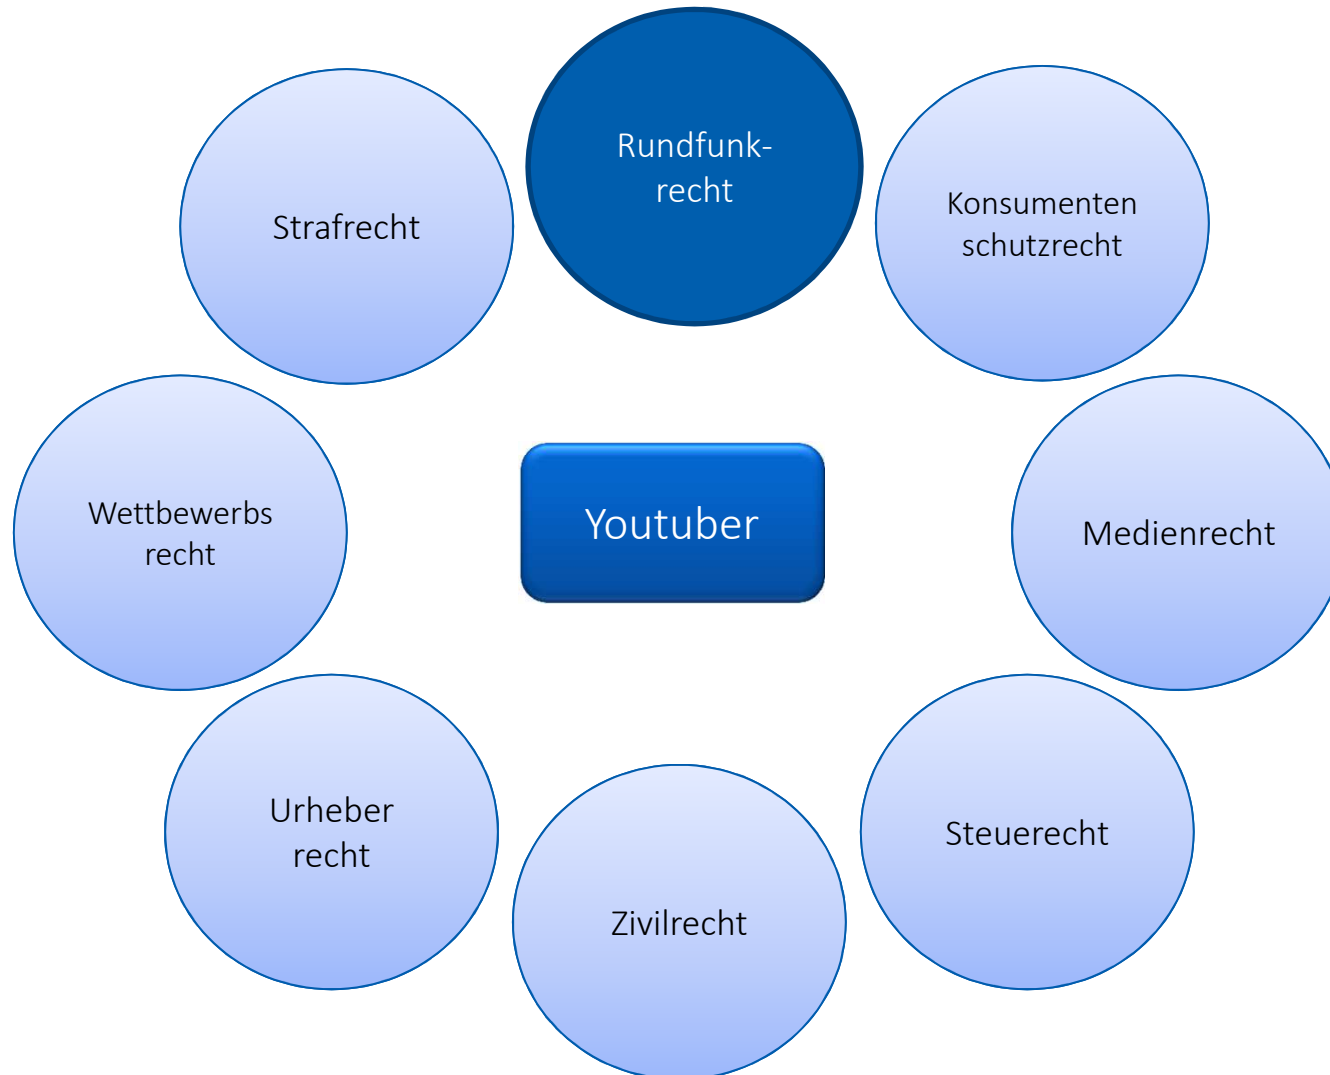 Rundfunk-
recht
Strafrecht
Konsumenten
schutzrecht
Wettbewerbs
recht
Youtuber
Medienrecht
Urheber
recht
Steuerecht
Zivilrecht